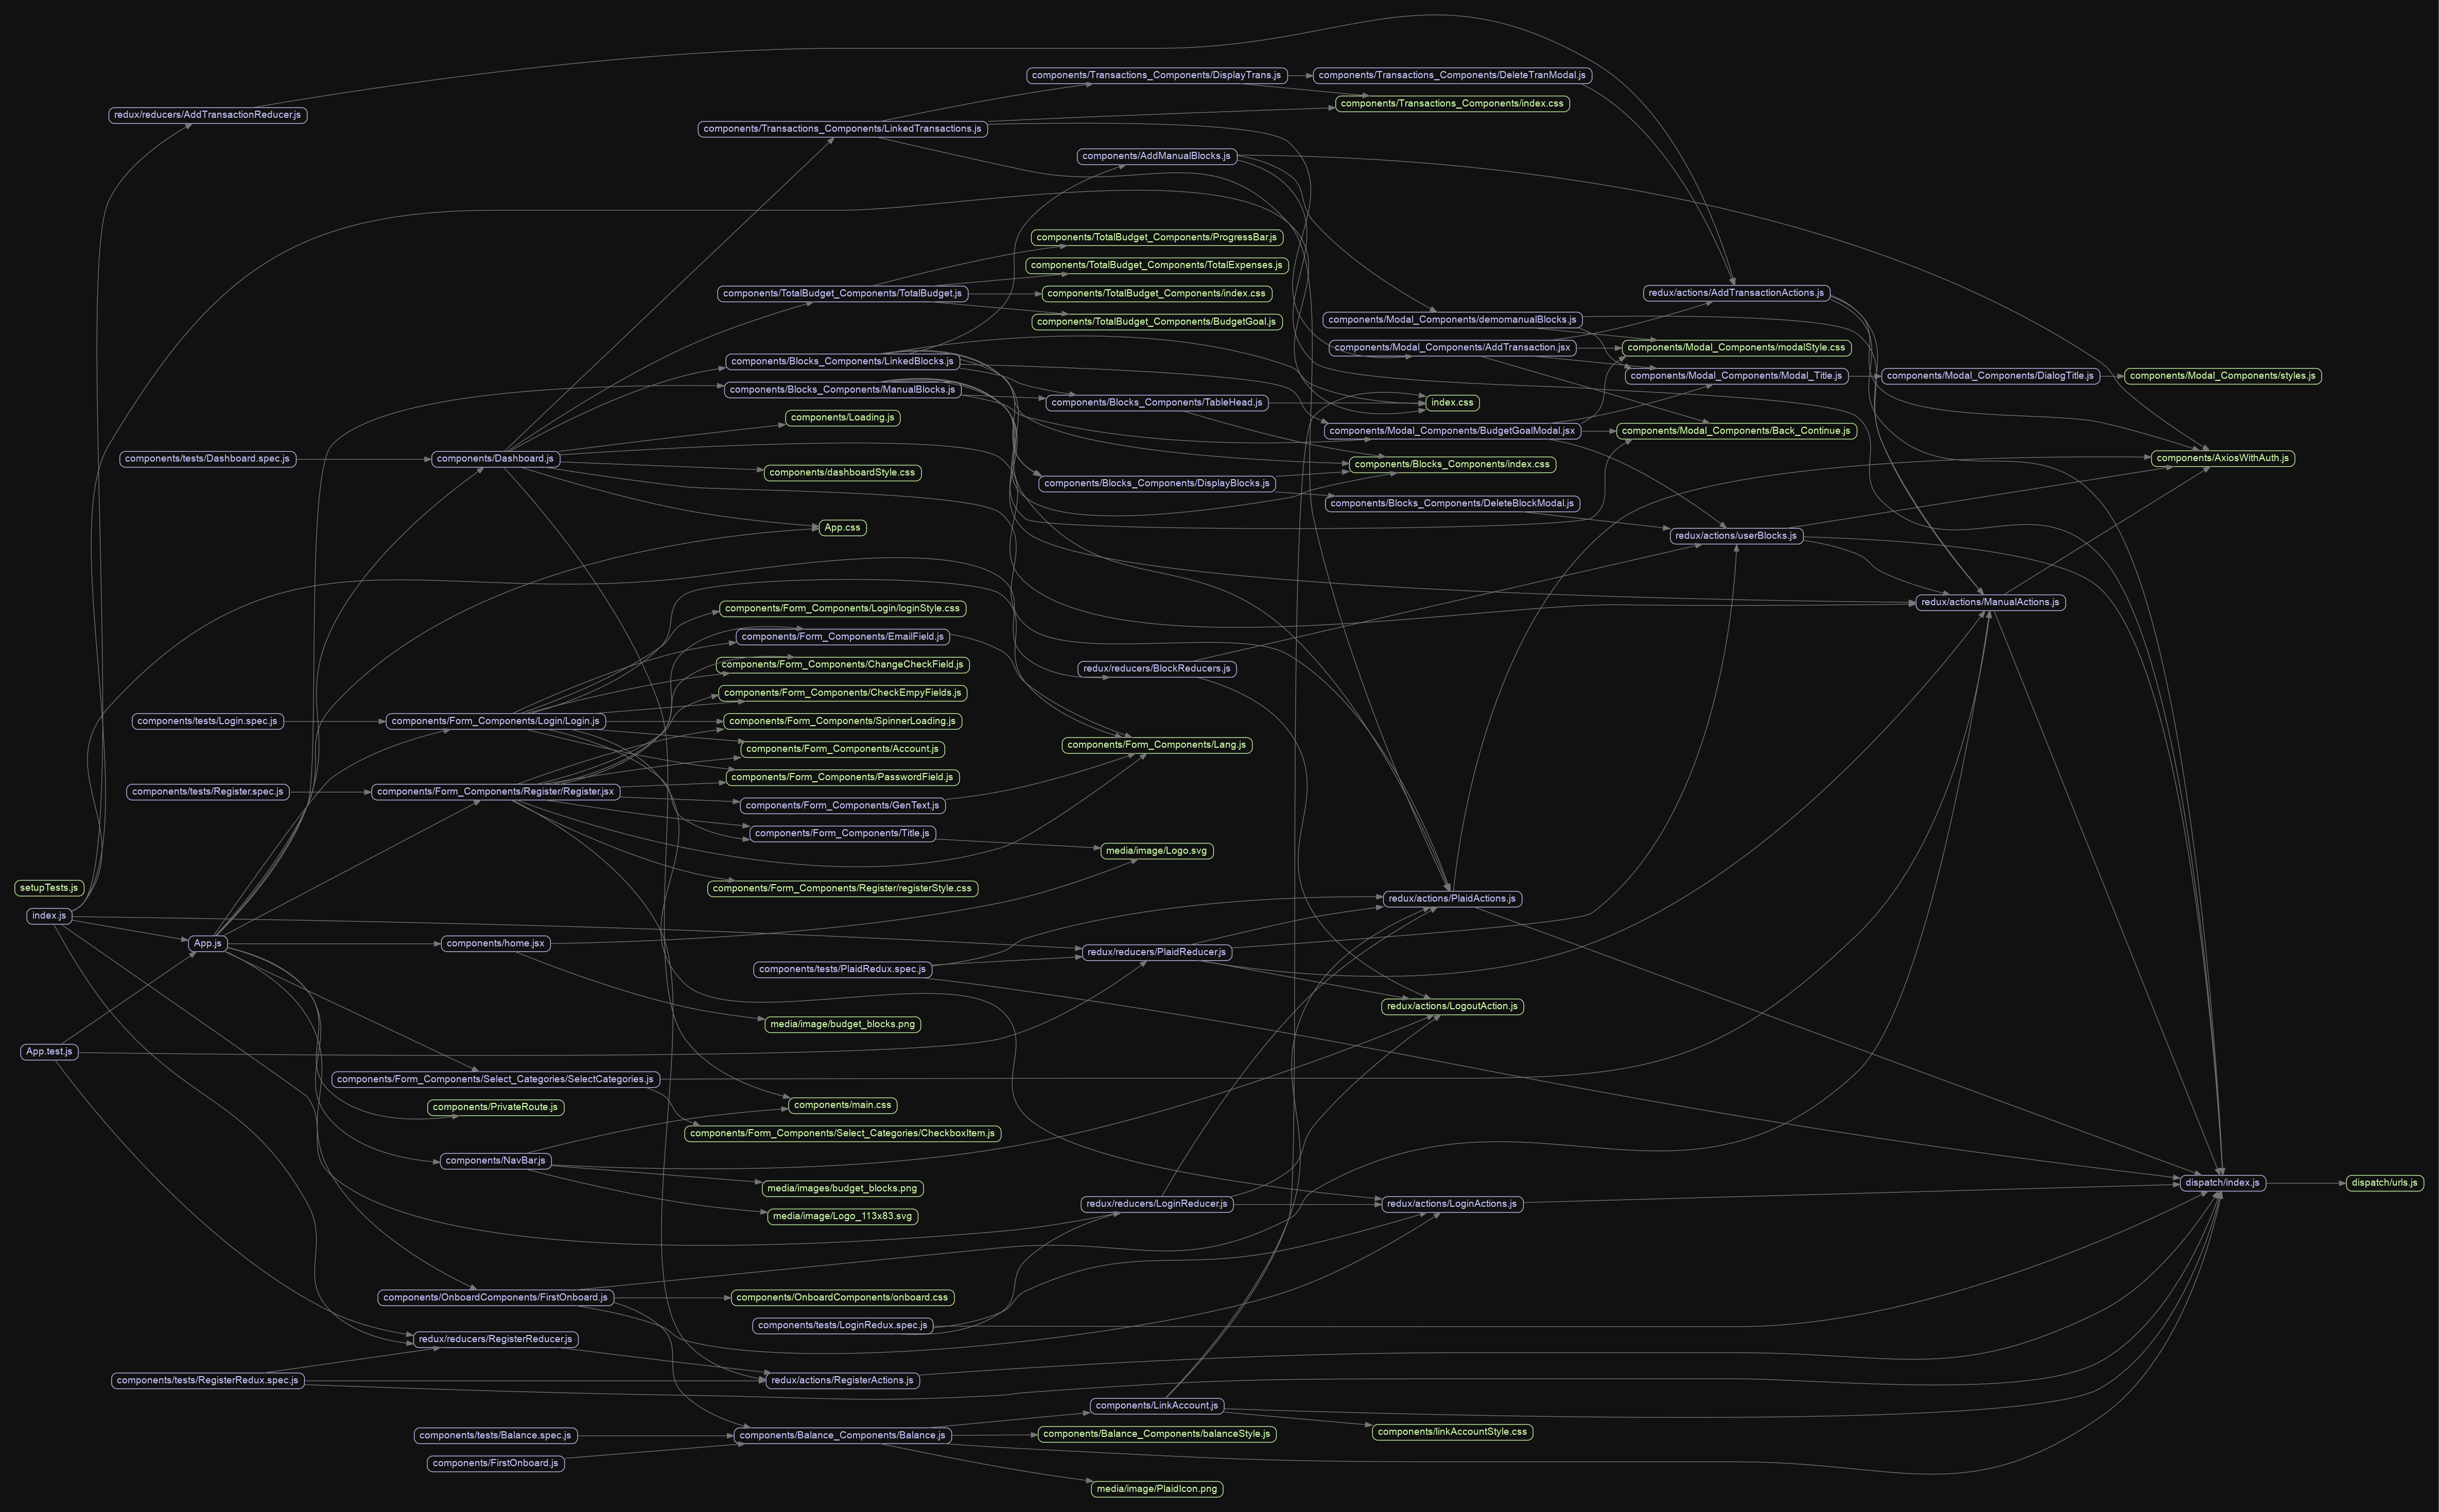 components/Transactions_Components/DisplayTrans.js
components/Transactions_Components/DeleteTranModal.js
components/Transactions_Components/index.css
redux/reducers/AddTransactionReducer.js
components/Transactions_Components/LinkedTransactions.js
components/AddManualBlocks.js
components/TotalBudget_Components/ProgressBar.js
components/TotalBudget_Components/TotalExpenses.js
components/TotalBudget_Components/TotalBudget.js
components/TotalBudget_Components/index.css
redux/actions/AddTransactionActions.js
components/TotalBudget_Components/BudgetGoal.js
components/Modal_Components/demomanualBlocks.js
components/Modal_Components/AddTransaction.jsx
components/Modal_Components/modalStyle.css
components/Blocks_Components/LinkedBlocks.js
components/Modal_Components/Modal_Title.js
components/Modal_Components/DialogTitle.js
components/Modal_Components/styles.js
components/Blocks_Components/ManualBlocks.js
components/Blocks_Components/TableHead.js
index.css
components/Loading.js
components/Modal_Components/BudgetGoalModal.jsx
components/Modal_Components/Back_Continue.js
components/tests/Dashboard.spec.js
components/Dashboard.js
components/AxiosWithAuth.js
components/dashboardStyle.css
components/Blocks_Components/index.css
components/Blocks_Components/DisplayBlocks.js
components/Blocks_Components/DeleteBlockModal.js
App.css
redux/actions/userBlocks.js
components/Form_Components/Login/loginStyle.css
redux/actions/ManualActions.js
components/Form_Components/EmailField.js
components/Form_Components/ChangeCheckField.js
redux/reducers/BlockReducers.js
components/Form_Components/CheckEmpyFields.js
components/tests/Login.spec.js
components/Form_Components/Login/Login.js
components/Form_Components/SpinnerLoading.js
components/Form_Components/Account.js
components/Form_Components/Lang.js
components/Form_Components/PasswordField.js
components/tests/Register.spec.js
components/Form_Components/Register/Register.jsx
components/Form_Components/GenText.js
components/Form_Components/Title.js
media/image/Logo.svg
setupTests.js
components/Form_Components/Register/registerStyle.css
redux/actions/PlaidActions.js
index.js
App.js
components/home.jsx
redux/reducers/PlaidReducer.js
components/tests/PlaidRedux.spec.js
redux/actions/LogoutAction.js
media/image/budget_blocks.png
App.test.js
components/Form_Components/Select_Categories/SelectCategories.js
components/PrivateRoute.js
components/main.css
components/Form_Components/Select_Categories/CheckboxItem.js
components/NavBar.js
media/images/budget_blocks.png
dispatch/index.js
dispatch/urls.js
redux/reducers/LoginReducer.js
redux/actions/LoginActions.js
media/image/Logo_113x83.svg
components/OnboardComponents/FirstOnboard.js
components/OnboardComponents/onboard.css
components/tests/LoginRedux.spec.js
redux/reducers/RegisterReducer.js
components/tests/RegisterRedux.spec.js
redux/actions/RegisterActions.js
components/LinkAccount.js
components/tests/Balance.spec.js
components/Balance_Components/Balance.js
components/Balance_Components/balanceStyle.js
components/linkAccountStyle.css
components/FirstOnboard.js
media/image/PlaidIcon.png